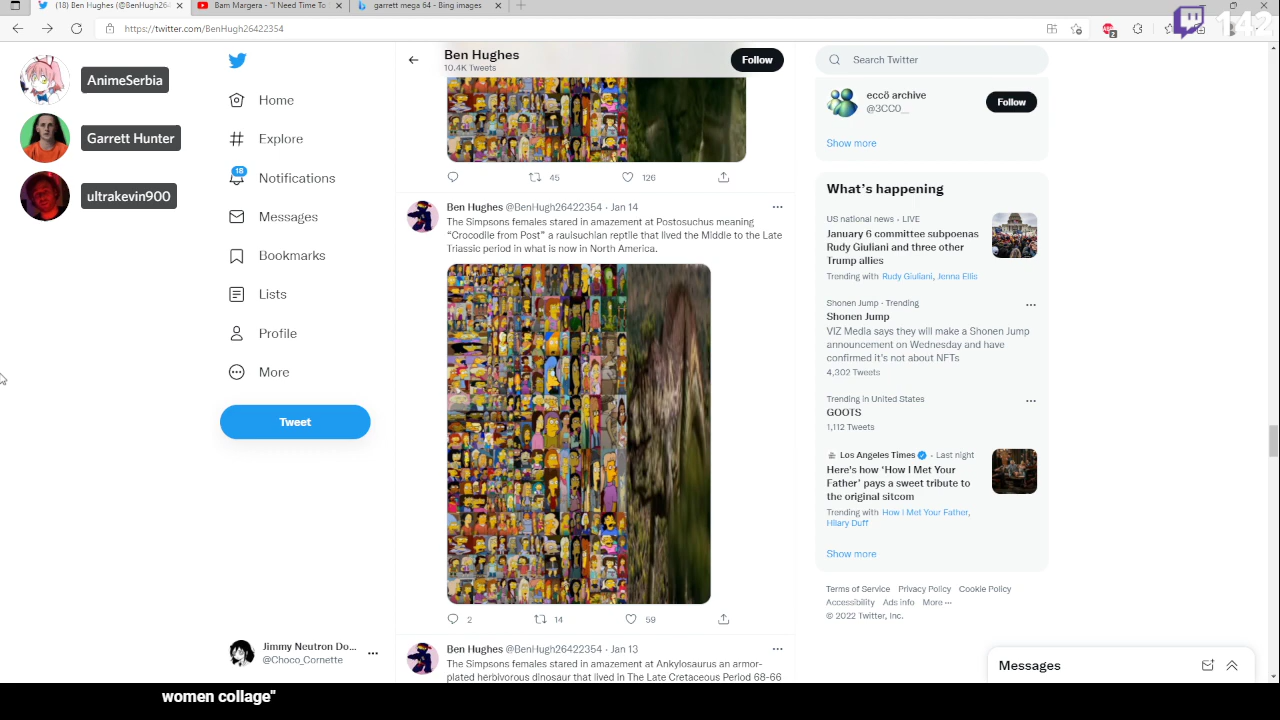 (18) Ben Hughes (@BenHugh264
Bam Margera - "I Need Time To
garrett mega 64 - Bing images
142
https://twitter.com/BenHugh26422354
2
AnimeSerbia
Garrett Hunter
ultrakevin900
Home
Explore
18
Notifications
Messages
Bookmarks
Lists
Profile
More
Tweet
Jimmy Neutron Do...
@Choco_Cornette
Ben Hughes
10.4K Tweets
Follow
45
126
Ben Hughes @BenHugh26422354 · Jan 14
The Simpsons females stared in amazement at Postosuchus meaning
“Crocodile from Post” a rauisuchian reptile that lived the Middle to the Late
Triassic period in what is now in North America.
2
14
59
Ben Hughes @BenHugh26422354 · Jan 13
The Simpsons females stared in amazement at Ankylosaurus an armor-
plated herbivorous dinosaur that lived in The Late Cretaceous Period 68-66
Search Twitter
eccō archive
@3CC0__
Follow
Show more
What’s happening
US national news · LIVE
January 6 committee subpoenas
Rudy Giuliani and three other
Trump allies
Trending with Rudy Giuliani, Jenna Ellis
Shonen Jump · Trending
Shonen Jump
VIZ Media says they will make a Shonen Jump
announcement on Wednesday and have
confirmed it’s not about NFTs
4,302 Tweets
Trending in United States
GOOTS
1,112 Tweets
Los Angeles Times · Last night
Here's how ‘How I Met Your
Father’ pays a sweet tribute to
the original sitcom
Trending with How I Met Your Father,
Hilary Duff
Show more
Terms of Service Privacy Policy Cookie Policy
Accessibility Ads info More ···
© 2022 Twitter, Inc.
Messages
women collage"